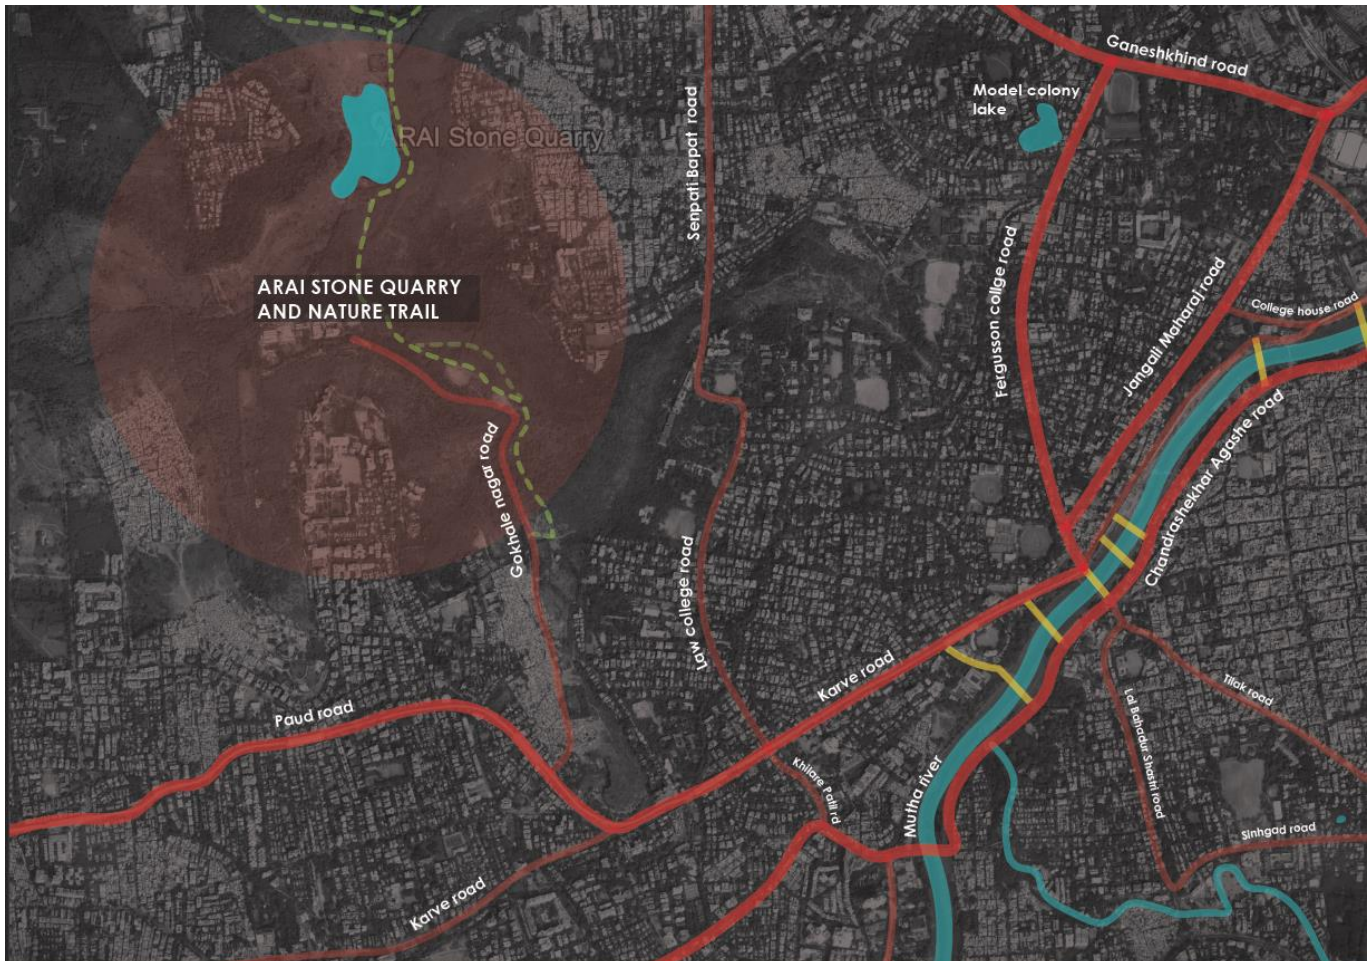 Ganeshkhind road
Model colony
lake
Senpati Bapat road
ARAI Stone Quarry
ARAI STONE QUARRY
AND NATURE TRAIL
Fergusson collge road
Jangali Maharaj road
College house road
Chandrashekhar Agashe road
Gokhale nagar road
Law college road
Karve road
Paud road
Tilak road
Lal Bahadur Shastri road
Khilare Patil rd
Mutha river
Sinhgad road
Karve road